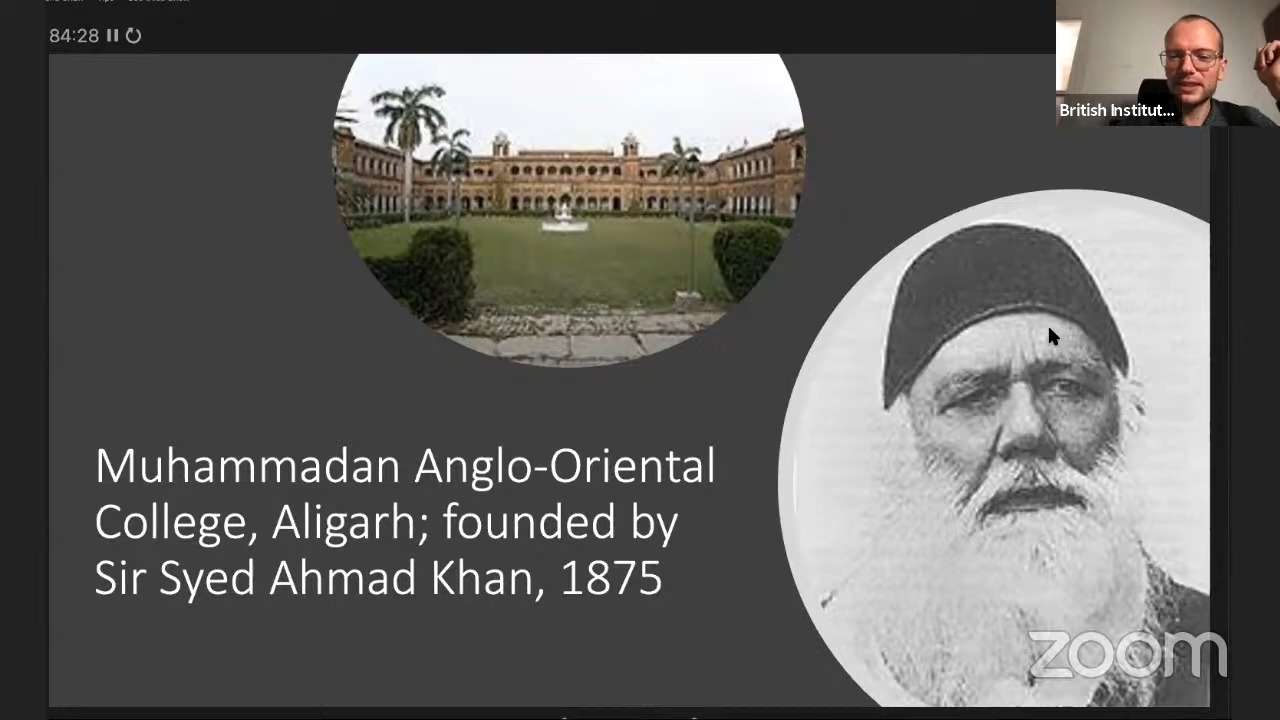 84:28
British Institut...
Muhammadan Anglo-Oriental
College, Aligarh; founded by
Sir Syed Ahmad Khan, 1875
zoom